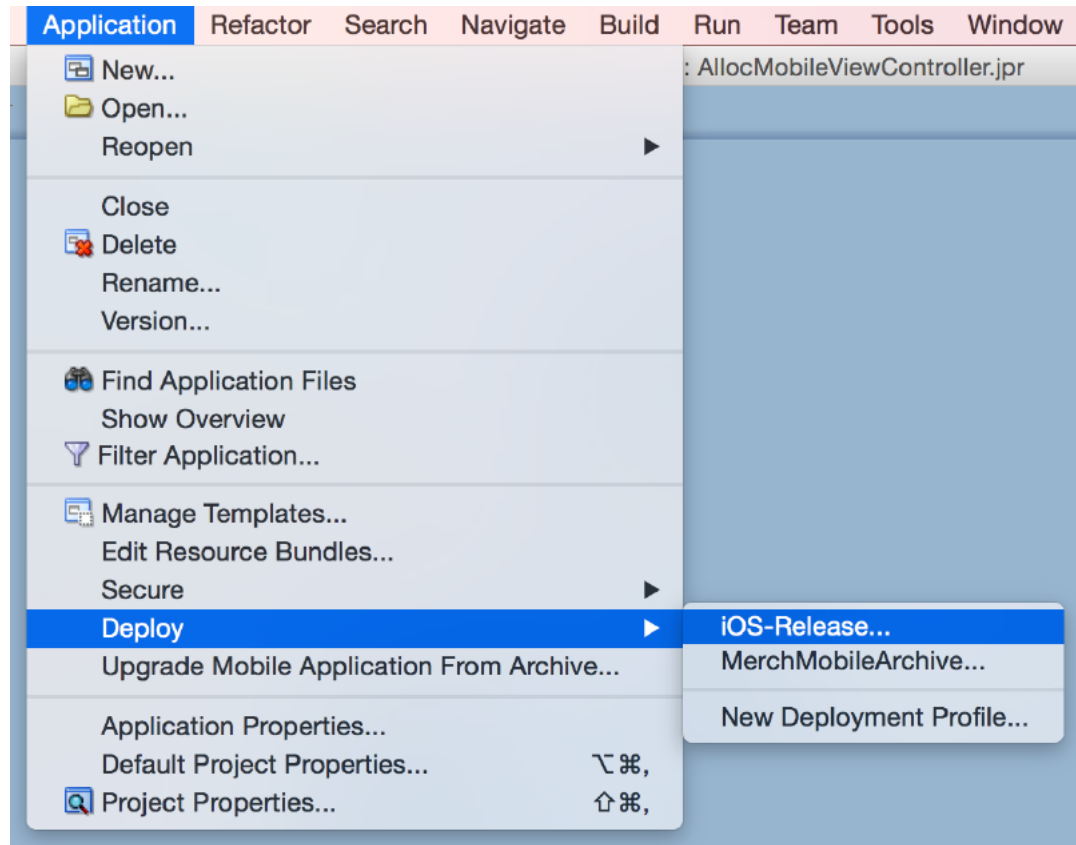 Application Refactor Search Navigate Build Run Team Tools Window
: AllocMobileViewController.jpr
New...
Open...
Reopen
Close
Delete
Rename...
Version...
Find Application Files
Show Overview
Filter Application...
Manage Templates...
Edit Resource Bundles...
Secure
Deploy
iOS-Release...
Upgrade Mobile Application From Archive...
MerchMobileArchive...
New Deployment Profile...
Application Properties...
Default Project Properties... ⌥⌘,
Project Properties... ⇧⌘,